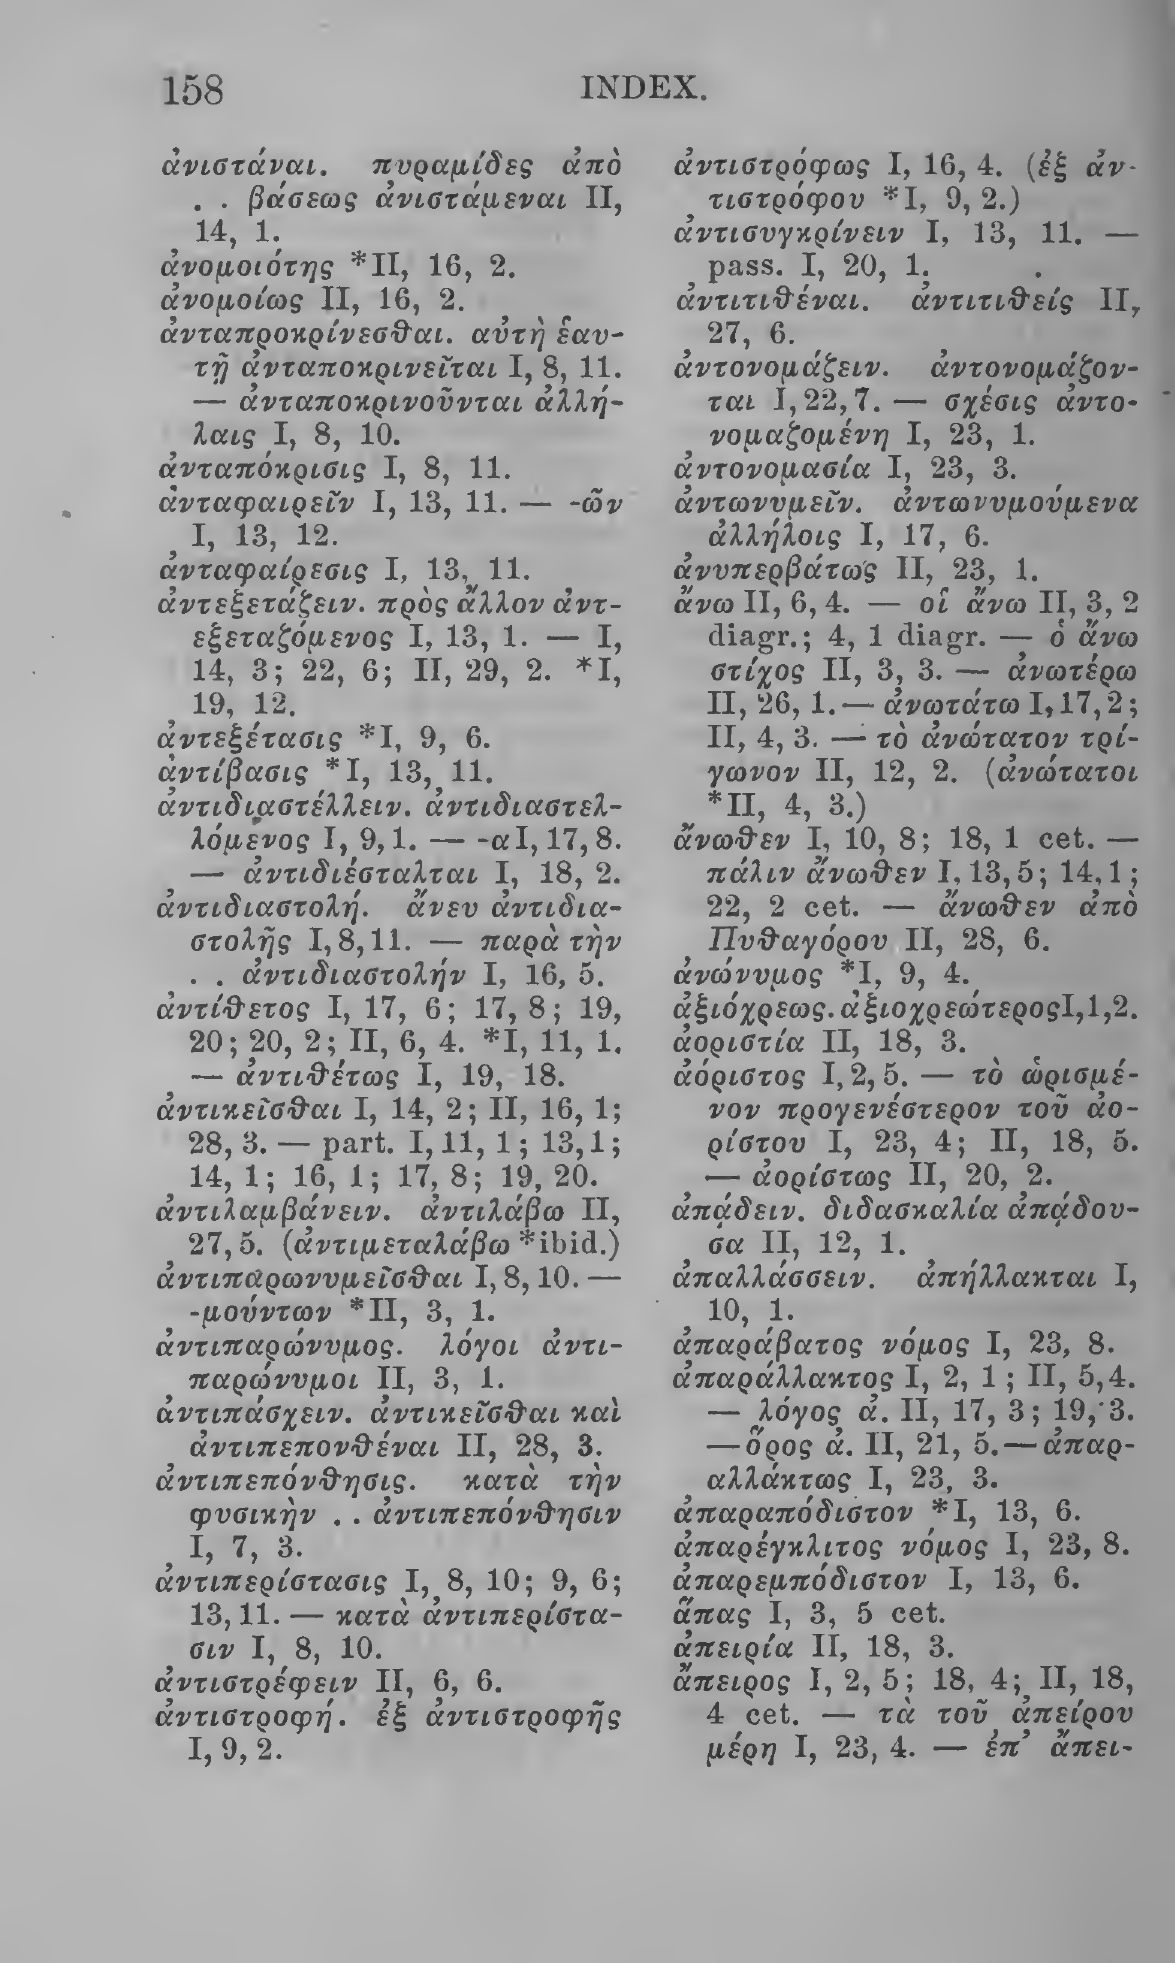 158
INDEX.
ἀνιστάναι. πυραμίδες ἀπὸ
. . βάσεως ἀνιστάμεναι II,
14, 1.
ἀνομοιότης *II, 16, 2.
ἀνομοίως II, 16, 2.
ἀνταπροκρίνεσθαι. αὐτὴ ἑαυ-
τῇ ἀνταποκρινεῖται I, 8, 11.
— ἀνταποκρινοῦνται ἀλλή-
λαις I, 8, 10.
ἀνταπόκρισις I, 8, 11.
ἀνταφαιρεῖν I, 13, 11. — -ῶν
I, 13, 12.
ἀνταφαίρεσις I, 13, 11.
ἀντεξετάζειν. πρὸς ἄλλον ἀντ-
εξεταζόμενος I, 13, 1. — I,
14, 3; 22, 6; II, 29, 2. *I,
19, 12.
ἀντεξέτασις *I, 9, 6.
ἀντίβασις *I, 13, 11.
ἀντιδιαστέλλειν. ἀντιδιαστελ-
λόμενος I, 9, 1. — -α I, 17, 8.
— ἀντιδιέσταλται I, 18, 2.
ἀντιδιαστολή. ἄνευ ἀντιδια-
στολῆς I, 8, 11. — παρὰ τὴν
. . ἀντιδιαστολήν I, 16, 5.
ἀντίθετος I, 17, 6; 17, 8; 19,
20; 20, 2; II, 6, 4. *I, 11, 1.
— ἀντιθέτως I, 19, 18.
ἀντικεῖσθαι I, 14, 2; II, 16, 1;
28, 3. — part. I, 11, 1; 13, 1;
14, 1; 16, 1; 17, 8; 19, 20.
ἀντιλαμβάνειν. ἀντιλάβω II,
27, 5. (ἀντιμεταλάβω *ibid.)
ἀντιπαρωνυμεῖσθαι I, 8, 10. —
-μούντων *II, 3, 1.
ἀντιπαρώνυμος. λόγοι ἀντι-
παρώνυμοι II, 3, 1.
ἀντιπάσχειν. ἀντικεῖσθαι καὶ
ἀντιπεπονθέναι II, 28, 3.
ἀντιπεπόνθησις. κατὰ τὴν
φυσικὴν . . ἀντιπεπόνθησιν
I, 7, 3.
ἀντιπερίστασις I, 8, 10; 9, 6;
13, 11. — κατὰ ἀντιπερίστα-
σιν I, 8, 10.
ἀντιστρέφειν II, 6, 6.
ἀντιστροφή. ἐξ ἀντιστροφῆς
I, 9, 2.
ἀντιστρόφως I, 16, 4. (ἐξ ἀν-
τιστρόφου *I, 9, 2.)
ἀντισυγκρίνειν I, 13, 11. —
pass. I, 20, 1.
ἀντιτιθέναι. ἀντιτιθείς II,
27, 6.
ἀντονομάζειν. ἀντονομάζον-
ται I, 22, 7. — σχέσις ἀντο-
νομαζομένη I, 23, 1.
ἀντονομασία I, 23, 3.
ἀντωνυμεῖν. ἀντωνυμούμενα
ἀλλήλοις I, 17, 6.
ἀνυπερβάτως II, 23, 1.
ἄνω II, 6, 4. — οἱ ἄνω II, 3, 2
diagr.; 4, 1 diagr. — ὁ ἄνω
στίχος II, 3, 3. — ἀνωτέρω
II, 26, 1. — ἀνωτάτω I, 17, 2;
II, 4, 3. — τὸ ἀνώτατον τρί-
γωνον II, 12, 2. (ἀνώτατοι
*II, 4, 3.)
ἄνωθεν I, 10, 8; 18, 1 cet. —
πάλιν ἄνωθεν I, 13, 5; 14, 1;
22, 2 cet. — ἄνωθεν ἀπὸ
Πυθαγόρου II, 28, 6.
ἀνώνυμος *I, 9, 4.
ἀξιόχρεως. ἀξιοχρεώτερος I, 1, 2.
ἀοριστία II, 18, 3.
ἀόριστος I, 2, 5. — τὸ ὡρισμέ-
νον προγενέστερον τοῦ ἀο-
ρίστου I, 23, 4; II, 18, 5.
— ἀορίστως II, 20, 2.
ἀπᾴδειν. διδασκαλία ἀπᾴδου-
σα II, 12, 1.
ἀπαλλάσσειν. ἀπήλλακται I,
10, 1.
ἀπαράβατος νόμος I, 23, 8.
ἀπαράλλακτος I, 2, 1; II, 5, 4.
— λόγος ἀ. II, 17, 3; 19, 3.
— ὅρος ἀ. II, 21, 5. — ἀπαρ-
αλλάκτως I, 23, 3.
ἀπαραπόδιστον *I, 13, 6.
ἀπαρέγκλιτος νόμος I, 23, 8.
ἀπαρεμπόδιστον I, 13, 6.
ἅπας I, 3, 5 cet.
ἀπειρία II, 18, 3.
ἄπειρος I, 2, 5; 18, 4; II, 18,
4 cet. — τὰ τοῦ ἀπείρου
μέρη I, 23, 4. — ἐπ’ ἄπει-